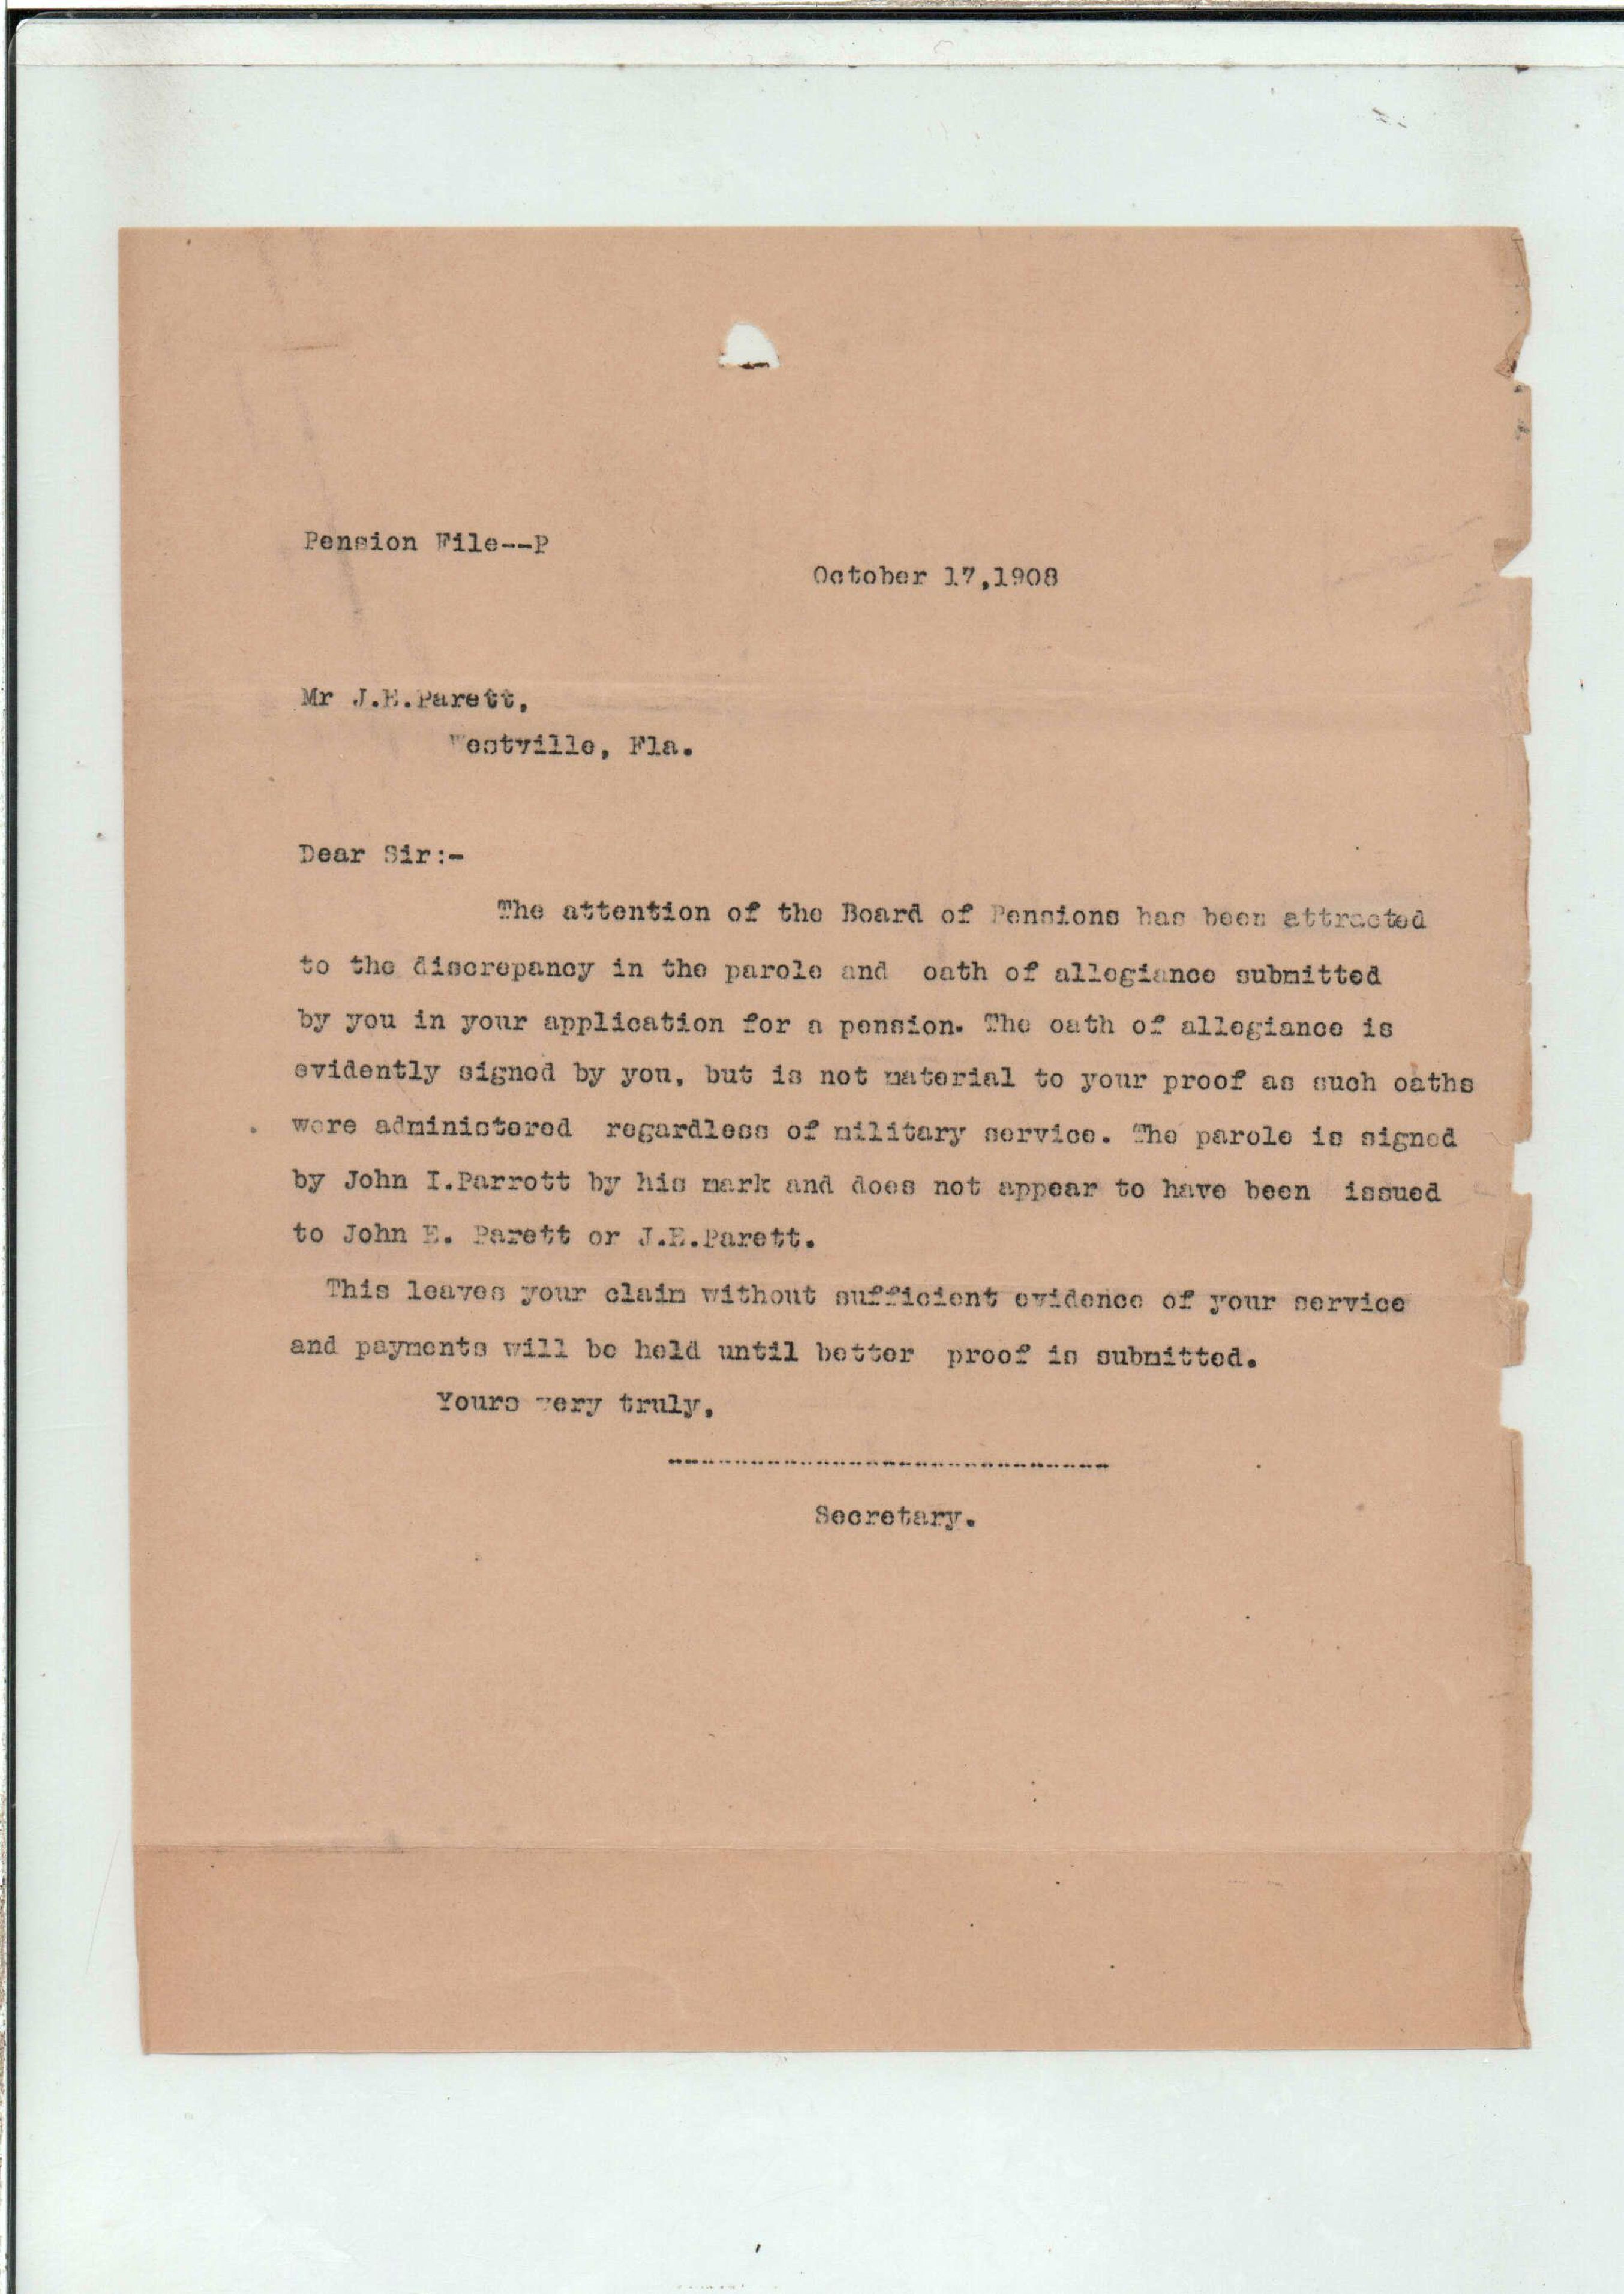 Pension File--P
October 17,1908
Mr J.E.Parett,
Westville, Fla.
Dear Sir:-
The attention of the Board of Pensions has been attracted
to the discrepancy in the parole and oath of allegiance submitted
by you in your application for a pension. The oath of allegiance is
evidently signed by you, but is not material to your proof as such oaths
were administered regardless of military service. The parole is signed
by John I.Parrott by his mark and does not appear to have been issued
to John E. Parett or J.E.Parett.
This leaves your claim without sufficient evidence of your service
and payments will be held until better proof is submitted.
Yours very truly,
Secretary.